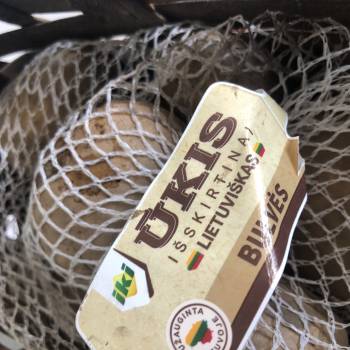 ŪKIS
IŠSKIRTINAI
LIETUVIŠKAS
BULVĖS
iki
UŽAUGINTA